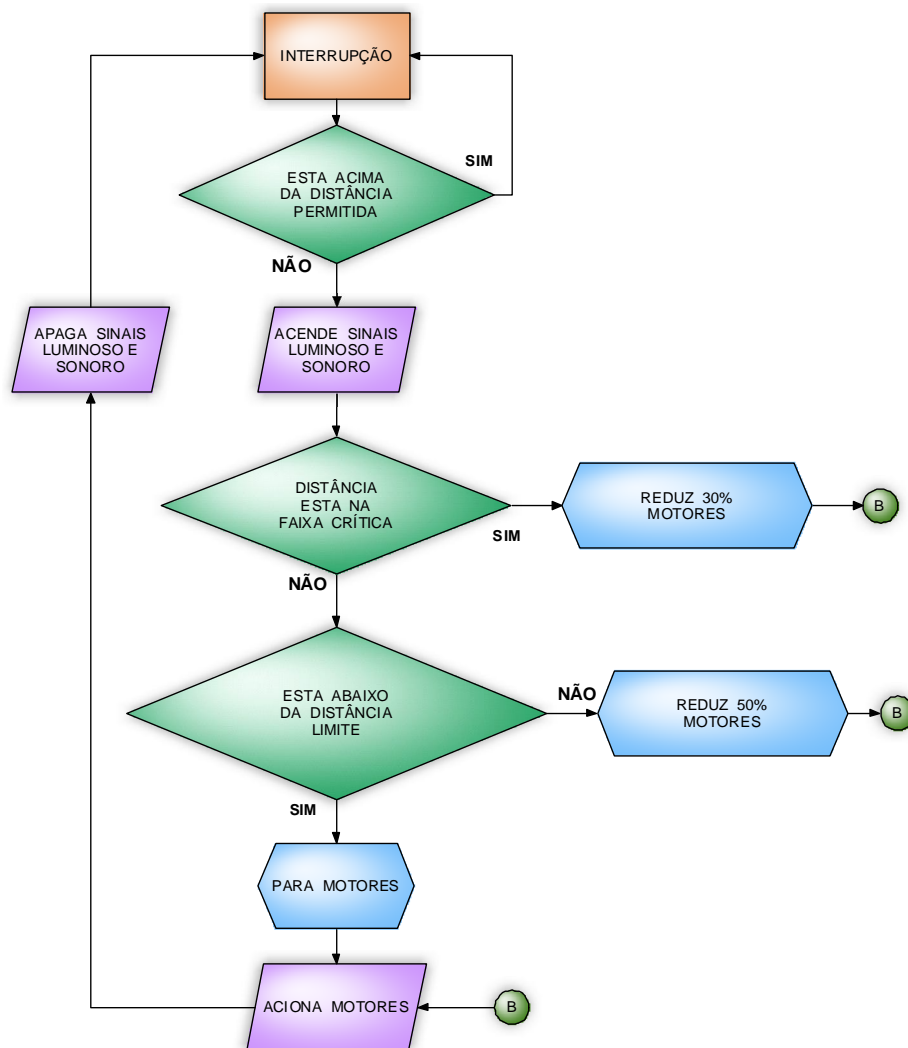 INTERRUPÇÃO
SIM
ESTA ACIMA
DA DISTÂNCIA
PERMITIDA
NÃO
APAGA SINAIS
LUMINOSO E
SONORO
ACENDE SINAIS
LUMINOSO E
SONORO
DISTÂNCIA
ESTA NA
FAIXA CRÍTICA
SIM
REDUZ 30%
MOTORES
B
NÃO
ESTA ABAIXO
DA DISTÂNCIA
LIMITE
NÃO
REDUZ 50%
MOTORES
B
SIM
PARA MOTORES
ACIONA MOTORES
B